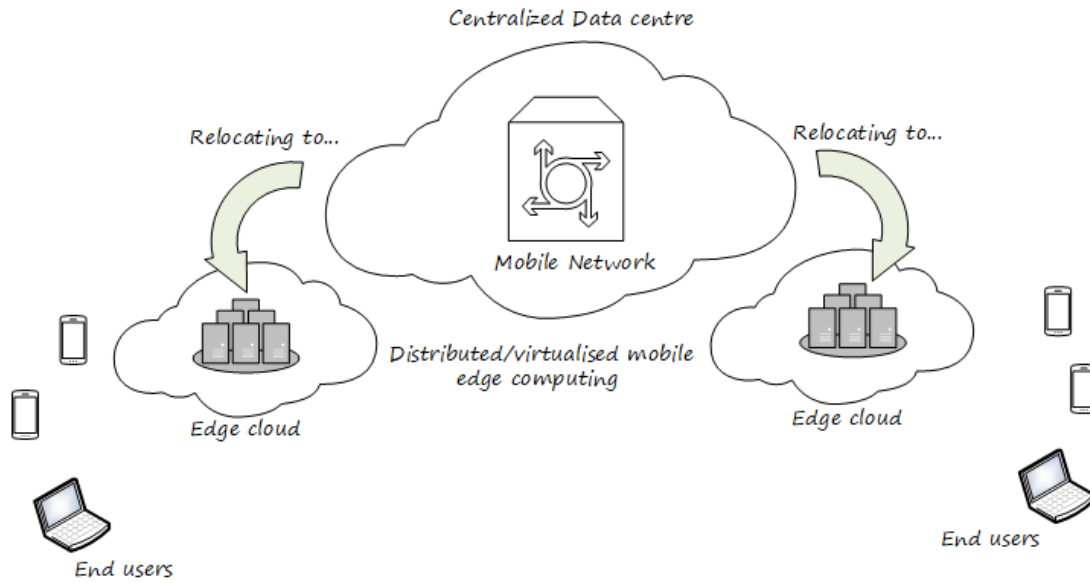 Centralized Data centre
Relocating to...
Relocating to...
Mobile Network
Distributed/virtualised mobile
edge computing
Edge cloud
Edge cloud
End users
End users